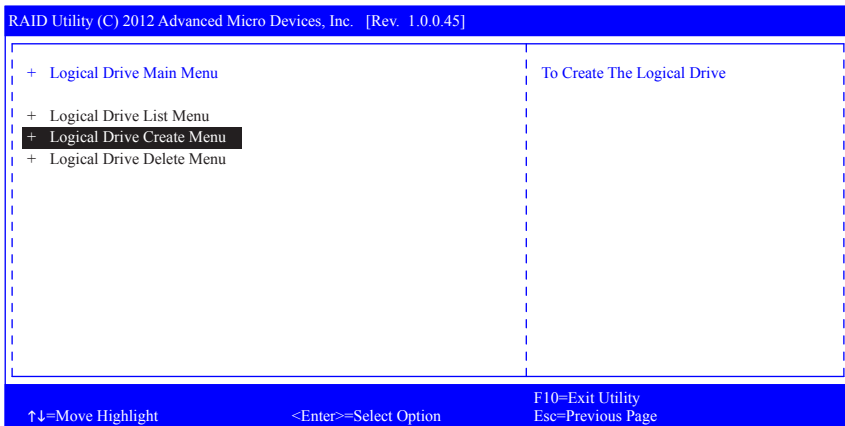 RAID Utility (C) 2012 Advanced Micro Devices, Inc. [Rev. 1.0.0.45]
+ Logical Drive Main Menu
To Create The Logical Drive
+ Logical Drive List Menu
+ Logical Drive Create Menu
+ Logical Drive Delete Menu
F10=Exit Utility
↑↓=Move Highlight
<Enter>=Select Option
Esc=Previous Page